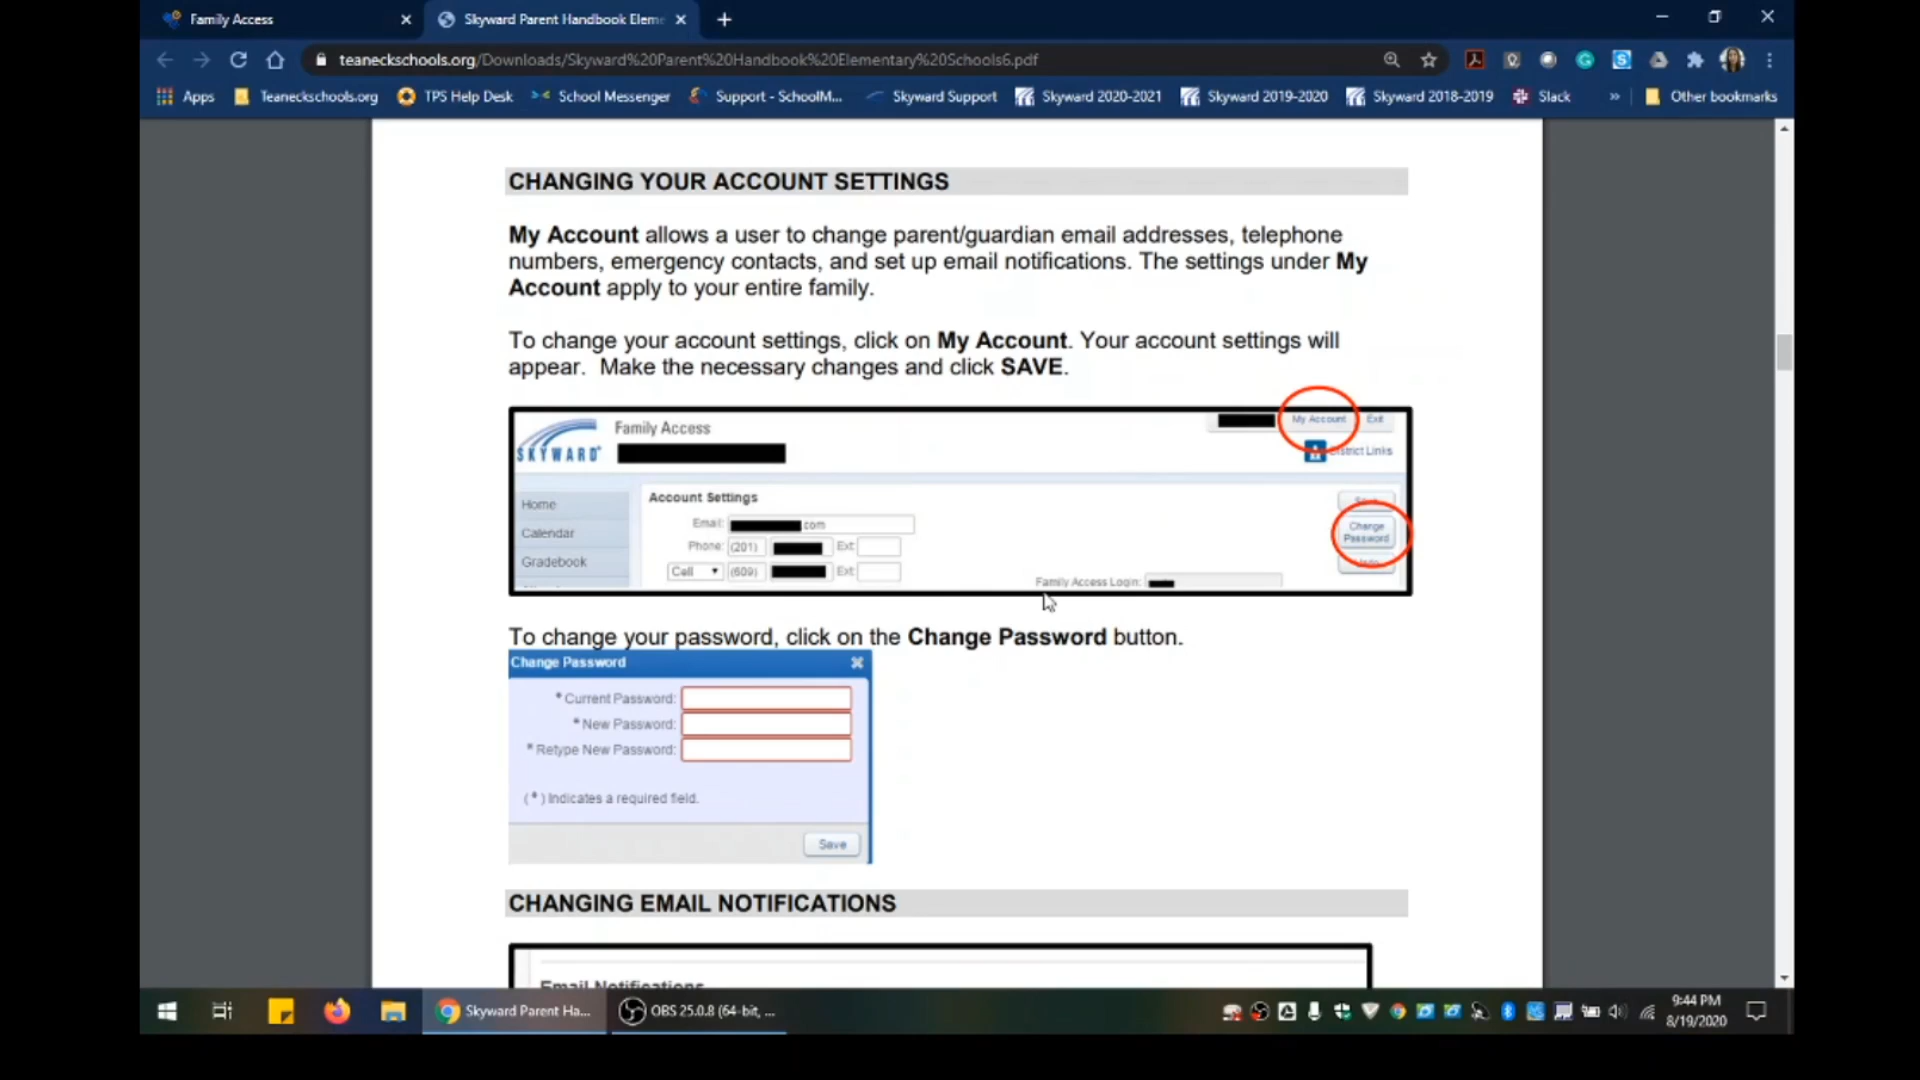 Family Access
Skyward Parent Handbook Eleme
teaneckschools.org/Downloads/Skyward%20Parent%20Handbook%20Elementary%20Schools6.pdf
Apps Teaneckschools.org TPS Help Desk School Messenger Support - SchoolM... Skyward Support Skyward 2020-2021 Skyward 2019-2020 Skyward 2018-2019 Slack » Other bookmarks
CHANGING YOUR ACCOUNT SETTINGS
My Account allows a user to change parent/guardian email addresses, telephone
numbers, emergency contacts, and set up email notifications. The settings under My
Account apply to your entire family.
To change your account settings, click on My Account. Your account settings will
appear. Make the necessary changes and click SAVE.
SKYWARD
Family Access
My Account Exit
District Links
Home
Calendar
Gradebook
Account Settings
Email: com
Phone: (201) Ext:
Cell (609) Ext:
Family Access Login:
Change
Password
To change your password, click on the Change Password button.
Change Password
* Current Password:
* New Password:
* Retype New Password:
(*) Indicates a required field.
Save
CHANGING EMAIL NOTIFICATIONS
Email Notifications
Skyward Parent Ha...
OBS 25.0.8 (64-bit, ...
9:44 PM
8/19/2020